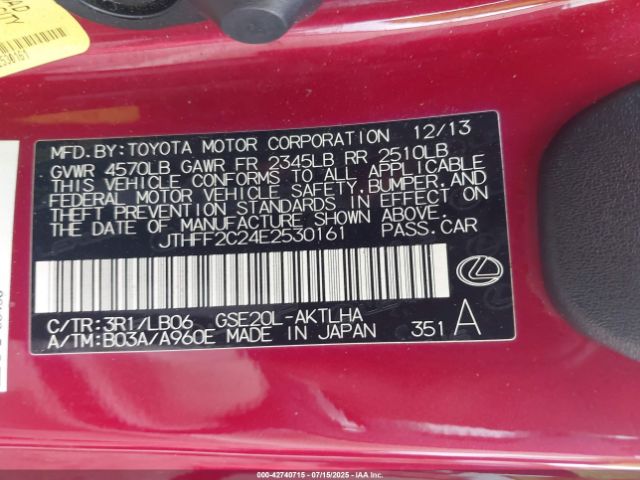 530161
MFD. BY: TOYOTA MOTOR CORPORATION 12/13
GVWR 4570LB GAWR FR 2345LB RR 2510LB
THIS VEHICLE CONFORMS TO ALL APPLICABLE
FEDERAL MOTOR VEHICLE SAFETY, BUMPER, AND
THEFT PREVENTION STANDARDS IN EFFECT ON
THE DATE OF MANUFACTURE SHOWN ABOVE.
JTHFF2C24E2530161 PASS. CAR
C/TR: 3R1/LB06 GSE20L-AKTLHA
A/TM: B03A/A960E MADE IN JAPAN 351 A
000-42740715 - 07/15/2025 - IAAI.COM